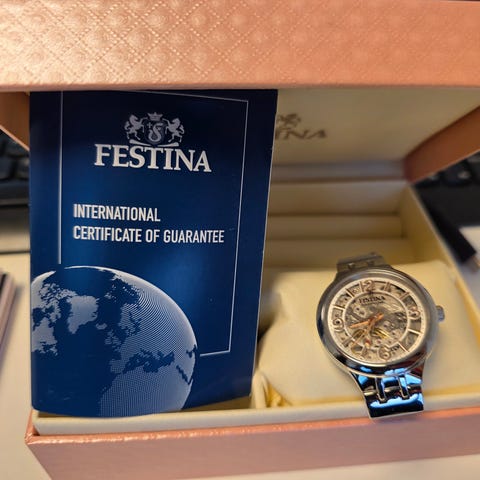 FESTINA
INTERNATIONAL
CERTIFICATE OF GUARANTEE
FESTINA